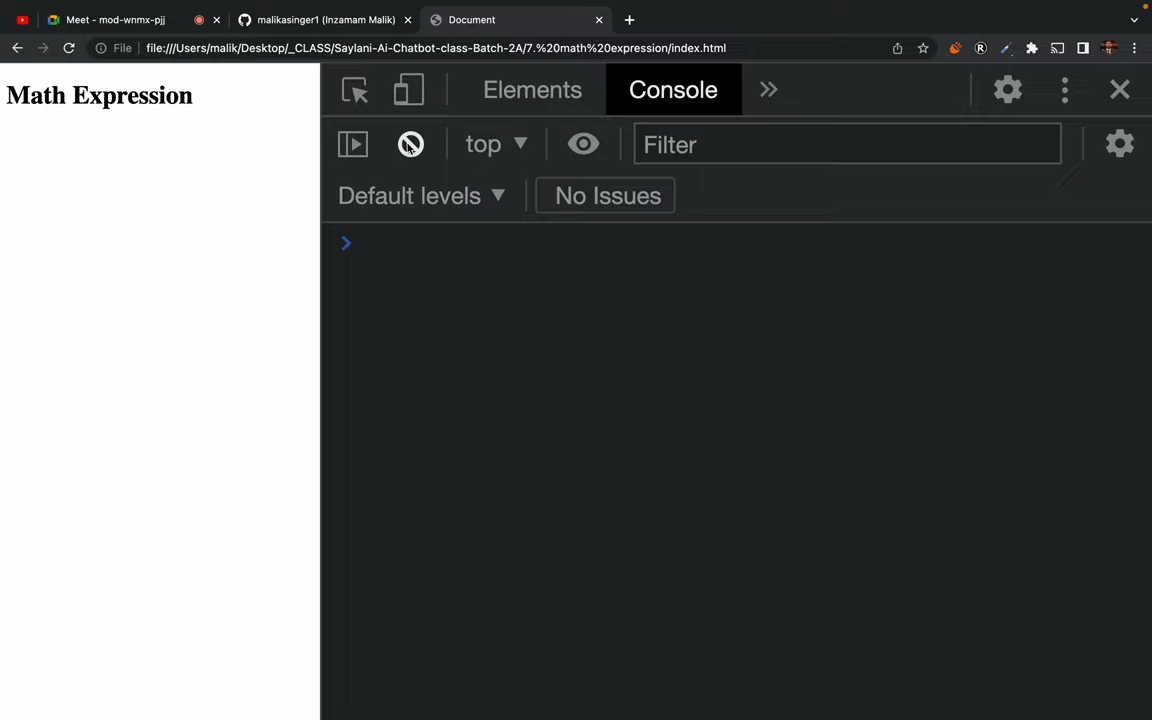 Meet - mod-wnmx-pjj
malikasinger1 (Inzamam Malik)
Document
File
file:///Users/malik/Desktop/_CLASS/Saylani-Ai-Chatbot-class-Batch-2A/7.%20math%20expression/index.html
Math Expression
Elements
Console
top
Filter
Default levels
No Issues